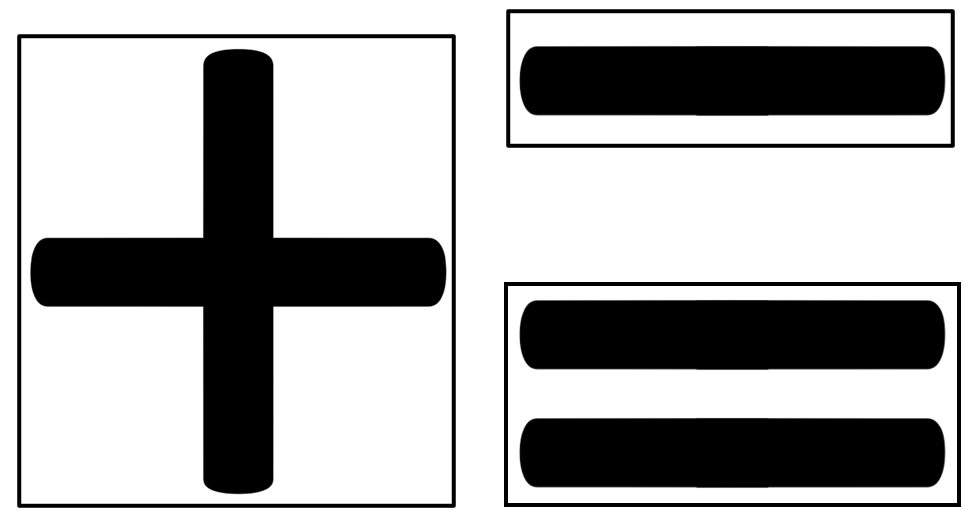 +
−
=